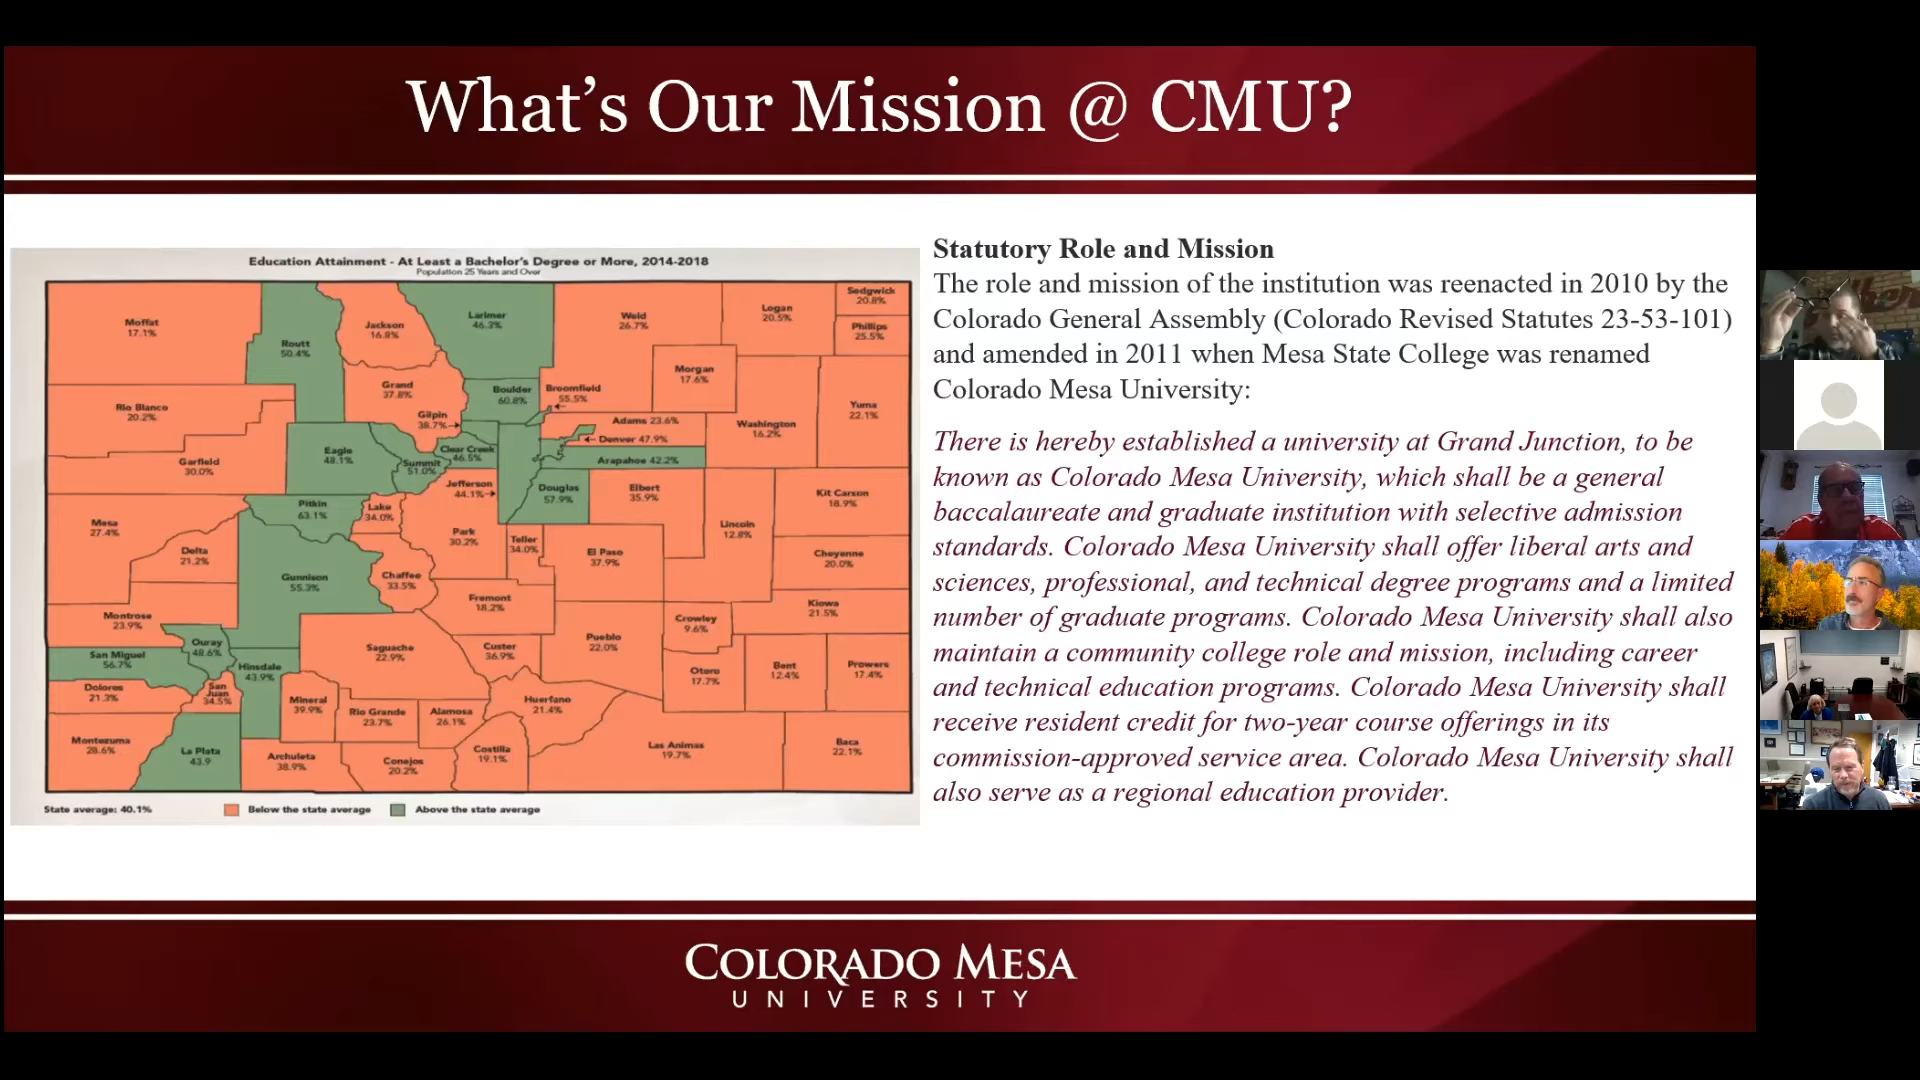 What's Our Mission @ CMU?
Education Attainment - At Least a Bachelor's Degree or More, 2014-2018
Population 25 Years and Over
Moffat
17.1%
Routt
50.4%
Jackson
16.8%
Larimer
46.3%
Weld
26.7%
Logan
20.5%
Sedgwick
20.8%
Phillips
25.5%
Morgan
17.6%
Grand
37.8%
Boulder
60.8%
Broomfield
55.5%
Rio Blanco
20.2%
Gilpin
38.7%
Adams 23.6%
Denver 47.9%
Arapahoe 42.2%
Washington
16.2%
Yuma
22.1%
Garfield
30.0%
Eagle
48.1%
Summit
51.0%
Clear Creek
46.5%
Jefferson
44.1%
Douglas
57.9%
Elbert
35.9%
Kit Carson
18.9%
Pitkin
63.1%
Lake
34.0%
Mesa
27.4%
Park
30.2%
Teller
34.0%
Lincoln
12.8%
Delta
21.2%
El Paso
37.9%
Cheyenne
20.0%
Gunnison
55.3%
Chaffee
33.5%
Fremont
18.2%
Kiowa
21.5%
Montrose
23.9%
Crowley
9.6%
Ouray
48.6%
Saguache
22.9%
Custer
36.9%
Pueblo
22.0%
San Miguel
56.7%
Hinsdale
43.9%
Otero
17.7%
Bent
12.4%
Prowers
17.4%
Dolores
21.3%
San
Juan
34.5%
Mineral
39.9%
Rio Grande
23.7%
Alamosa
26.1%
Huerfano
21.4%
Montezuma
28.6%
La Plata
43.9
Archuleta
38.9%
Conejos
20.2%
Costilla
19.1%
Las Animas
19.7%
Baca
22.1%
State average: 40.1%
Below the state average
Above the state average
Statutory Role and Mission
The role and mission of the institution was reenacted in 2010 by the
Colorado General Assembly (Colorado Revised Statutes 23-53-101)
and amended in 2011 when Mesa State College was renamed
Colorado Mesa University:
There is hereby established a university at Grand Junction, to be
known as Colorado Mesa University, which shall be a general
baccalaureate and graduate institution with selective admission
standards. Colorado Mesa University shall offer liberal arts and
sciences, professional, and technical degree programs and a limited
number of graduate programs. Colorado Mesa University shall also
maintain a community college role and mission, including career
and technical education programs. Colorado Mesa University shall
receive resident credit for two-year course offerings in its
commission-approved service area. Colorado Mesa University shall
also serve as a regional education provider.
COLORADO MESA
UNIVERSITY